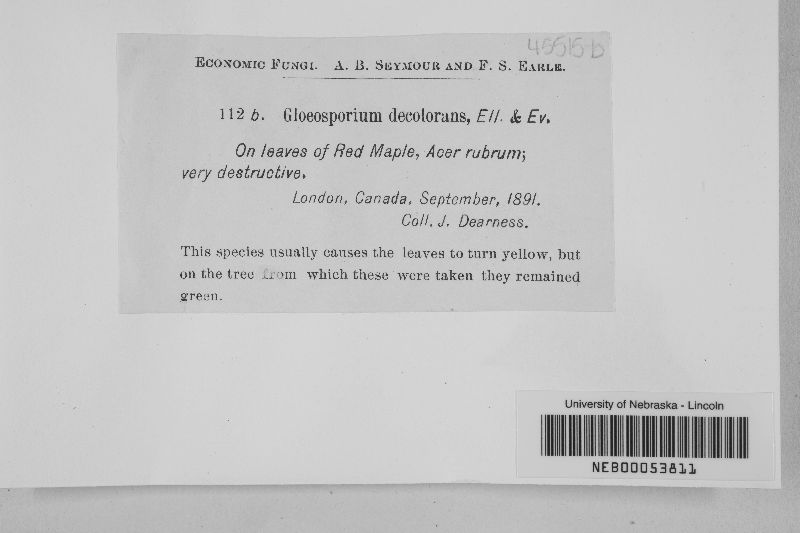 45515 b
Economic Fungi. A. B. Seymour and F. S. Earle.
112 b. Gloeosporium decolorans, Ell. & Ev.
On leaves of Red Maple, Acer rubrum;
very destructive.
London, Canada, September, 1891.
Coll. J. Dearness.
This species usually causes the leaves to turn yellow, but
on the tree from which these were taken they remained
green.
University of Nebraska - Lincoln
NEB00053811